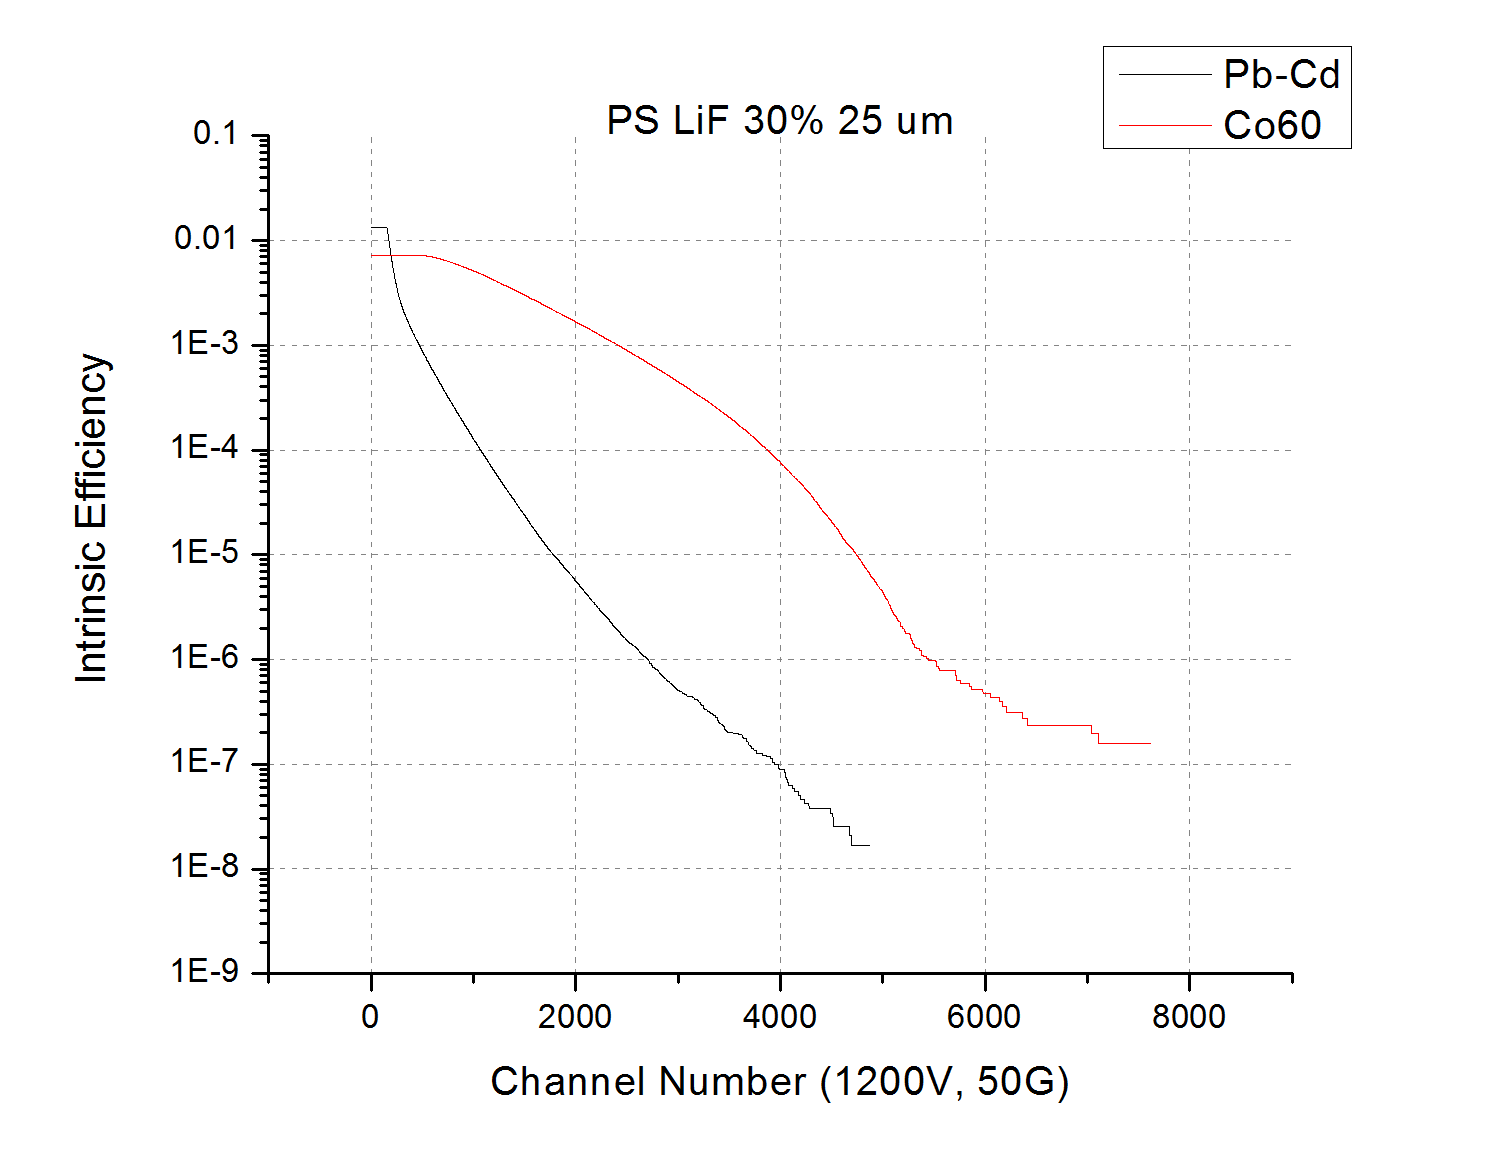 Pb-Cd
Co60
PS LiF 30% 25 um
0.1
0.01
1E-3
1E-4
1E-5
1E-6
1E-7
1E-8
1E-9
Intrinsic Efficiency
0 2000 4000 6000 8000
Channel Number (1200V, 50G)